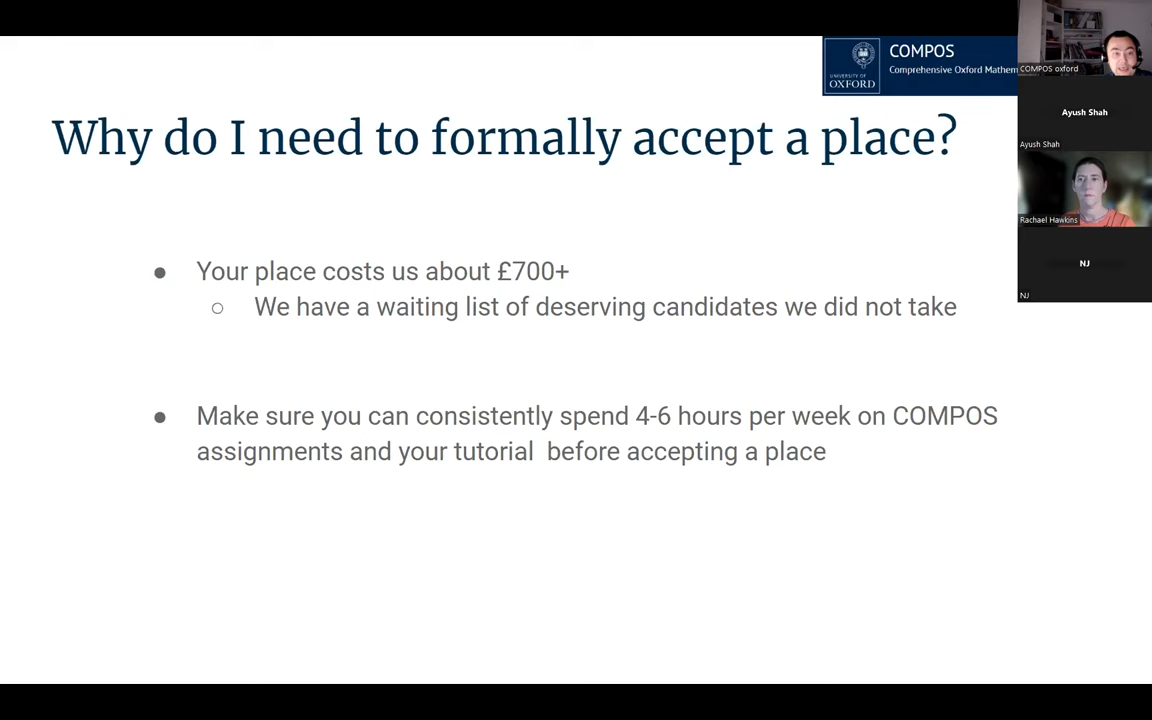 COMPOS
Comprehensive Oxford Mathem
UNIVERSITY OF
OXFORD
Why do I need to formally accept a place?
● Your place costs us about £700+
○ We have a waiting list of deserving candidates we did not take
● Make sure you can consistently spend 4-6 hours per week on COMPOS
assignments and your tutorial before accepting a place
COMPOS oxford
Ayush Shah
Ayush Shah
Rachael Hawkins
NJ
NJ